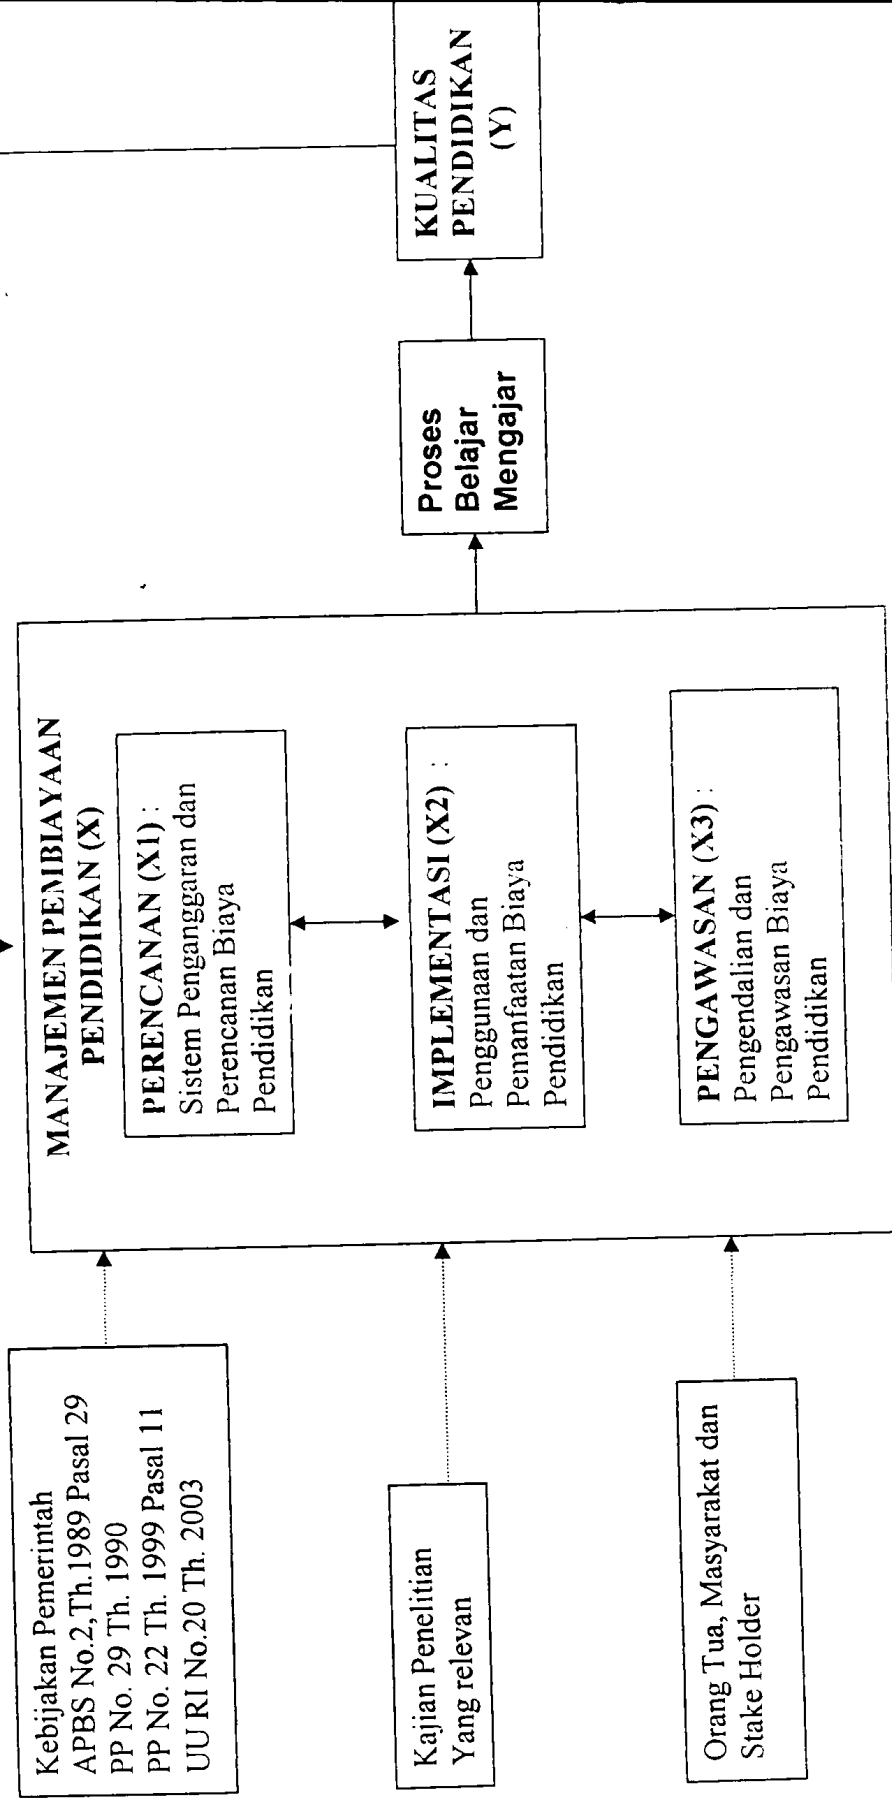 Kebijakan Pemerintah
APBS No.2,Th.1989 Pasal 29
PP No. 29 Th. 1990
PP No. 22 Th. 1999 Pasal 11
UU RI No.20 Th. 2003
Kajian Penelitian
Yang relevan
Orang Tua, Masyarakat dan
Stake Holder
MANAJEMEN PEMBIAYAAN
PENDIDIKAN (X)
PERENCANAN (X1) :
Sistem Penganggaran dan
Perencanan Biaya
Pendidikan
IMPLEMENTASI (X2) :
Penggunaan dan
Pemanfaatan Biaya
Pendidikan
PENGAWASAN (X3) :
Pengendalian dan
Pengawasan Biaya
Pendidikan
Proses
Belajar
Mengajar
KUALITAS
PENDIDIKAN
(Y)